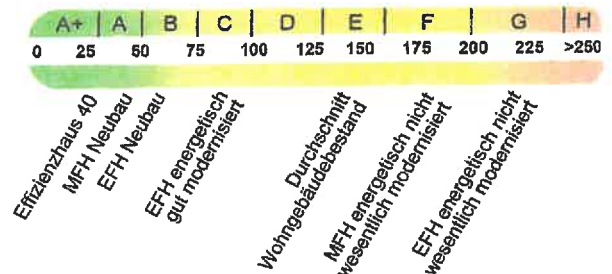 A+ A B C D E F G H
0 25 50 75 100 125 150 175 200 225 >250
Effizienzhaus 40
MFH Neubau
EFH Neubau
EFH energetisch
gut modernisiert
Durchschnitt
Wohngebäudebestand
MFH energetisch nicht
wesentlich modernisiert
EFH energetisch nicht
wesentlich modernisiert